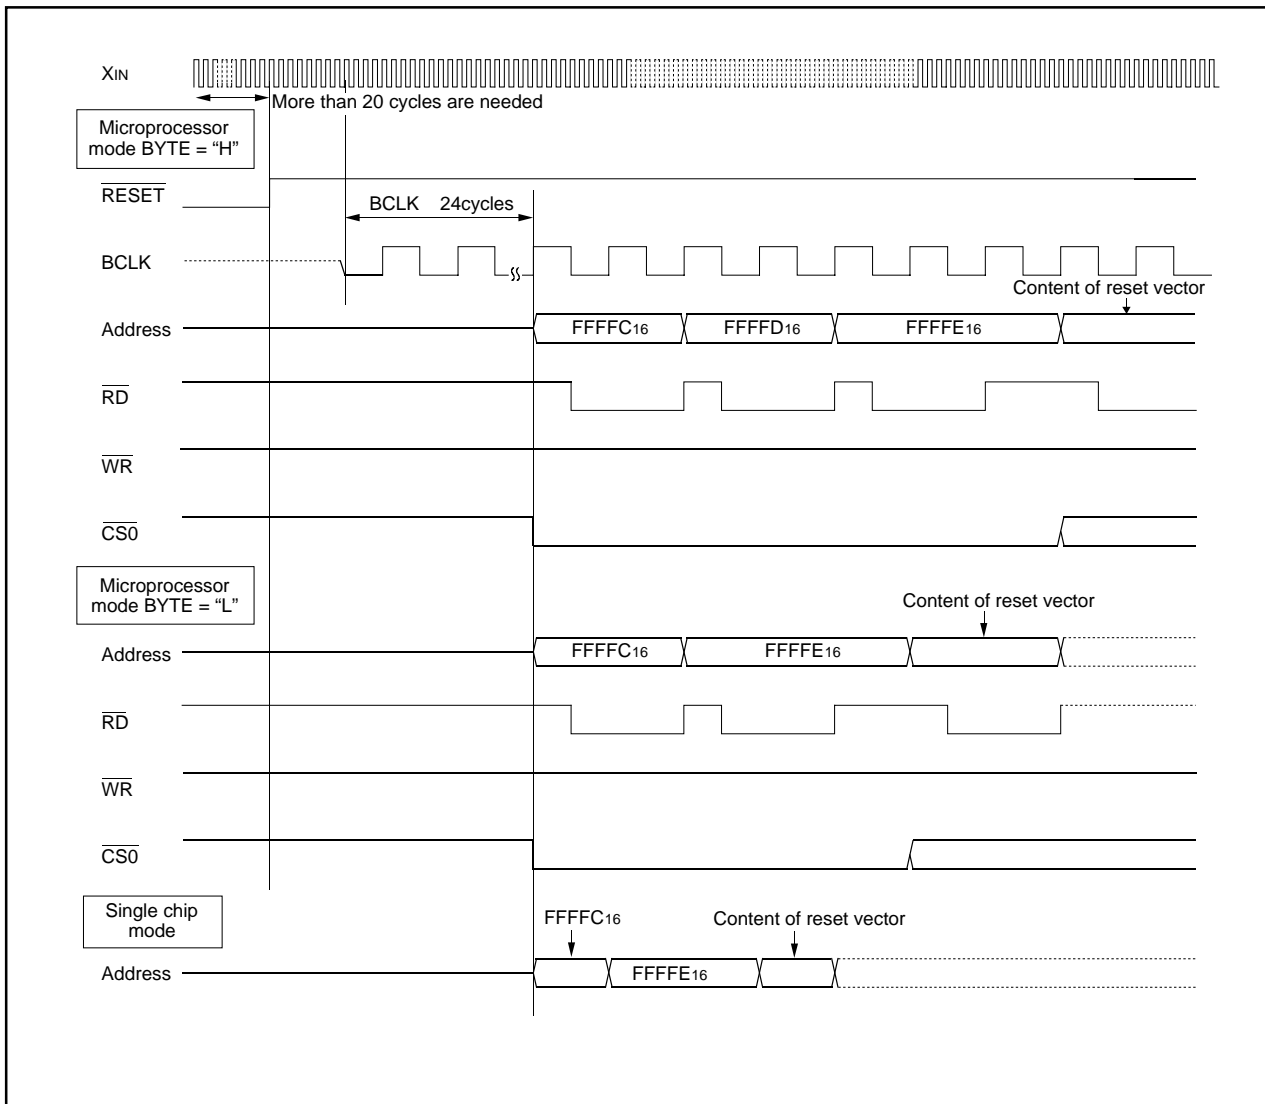 XIN
More than 20 cycles are needed
Microprocessor
mode BYTE = “H”
RESET
BCLK 24cycles
BCLK
Content of reset vector
Address
FFFFC16
FFFFD16
FFFFE16
RD
WR
CS0
Microprocessor
mode BYTE = “L”
Content of reset vector
Address
FFFFC16
FFFFE16
RD
WR
CS0
Single chip
mode
FFFFC16
Content of reset vector
Address
FFFFE16